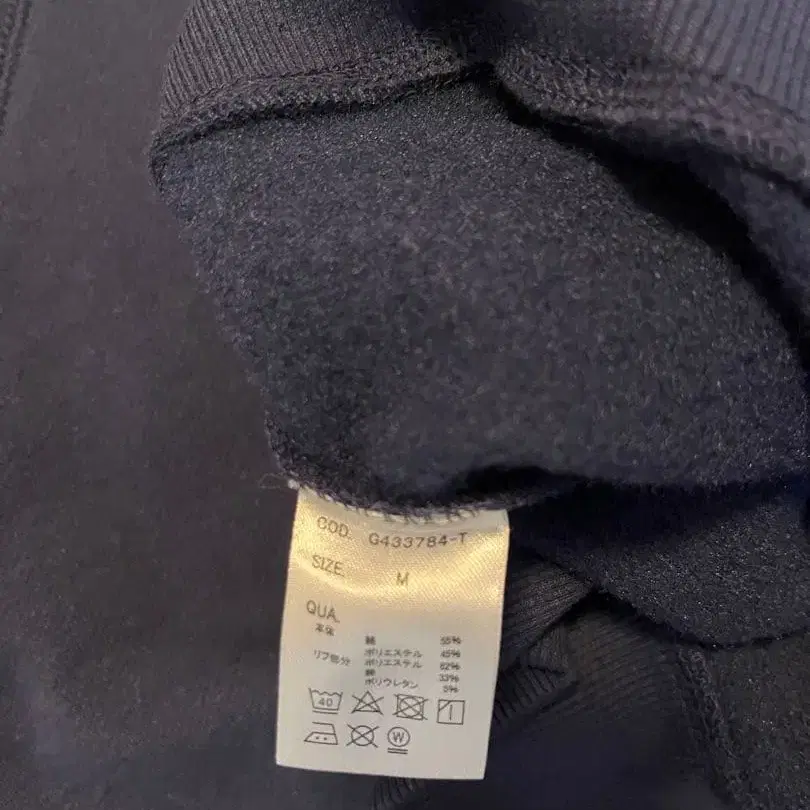 COD. G433784-T
SIZE. M
QUA.
本体 綿 55%
ポリエステル 45%
リブ部分 ポリエステル 62%
綿 33%
ポリウレタン 5%
40
W